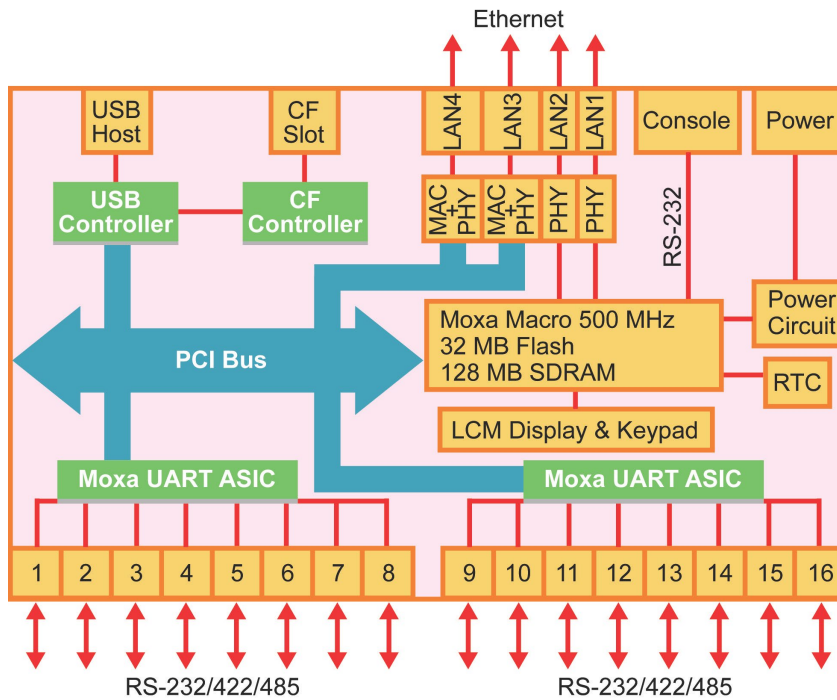 Ethernet
USB
Host
CF
Slot
LAN4
LAN3
LAN2
LAN1
Console
Power
USB
Controller
CF
Controller
MAC
+
PHY
MAC
+
PHY
PHY
PHY
RS-232
Power
Circuit
Moxa Macro 500 MHz
32 MB Flash
128 MB SDRAM
PCI Bus
RTC
LCM Display & Keypad
Moxa UART ASIC
Moxa UART ASIC
1 2 3 4 5 6 7 8
9 10 11 12 13 14 15 16
RS-232/422/485
RS-232/422/485